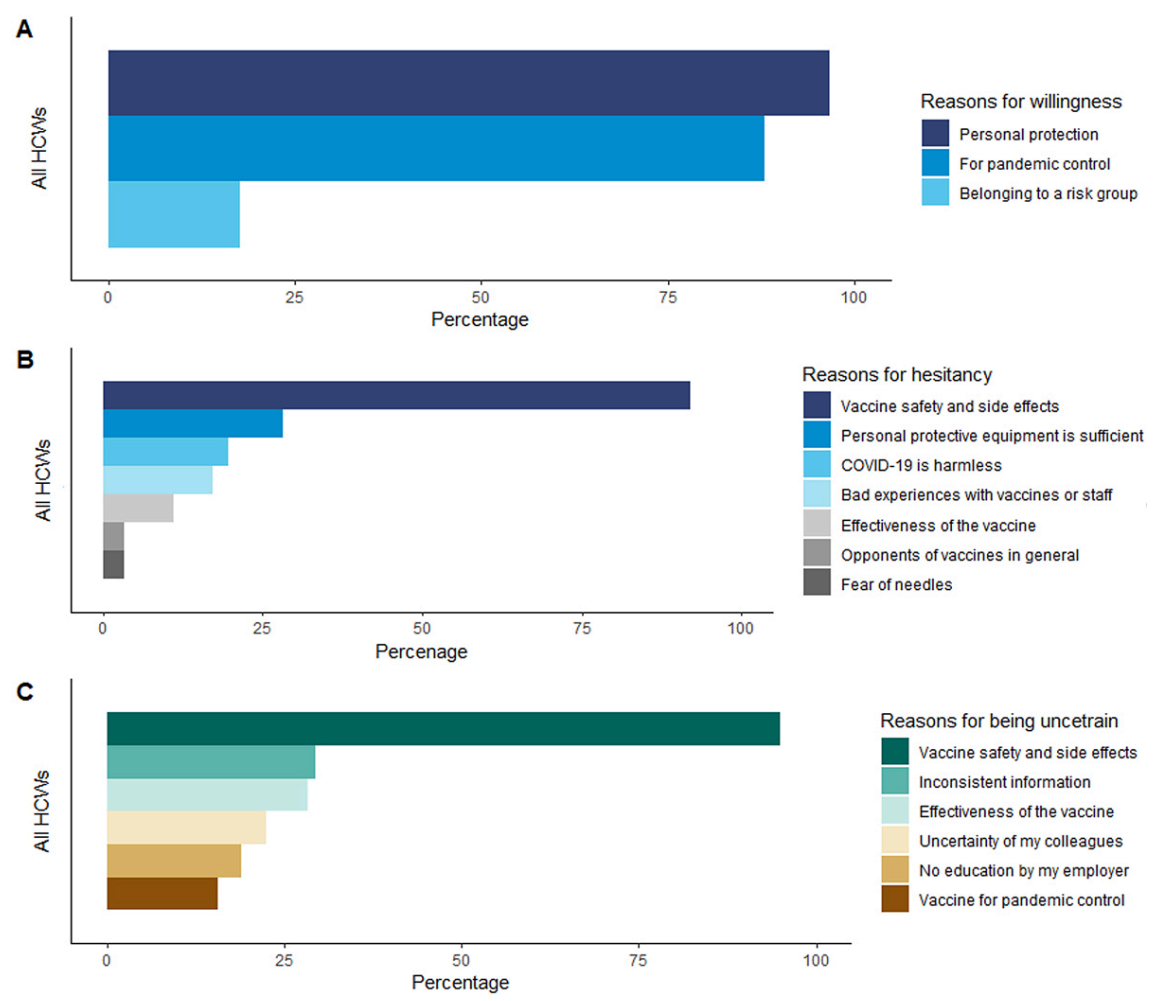 A
All HCWs
Reasons for willingness
Personal protection
For pandemic control
Belonging to a risk group
0 25 50 75 100
Percentage
B
All HCWs
Reasons for hesitancy
Vaccine safety and side effects
Personal protective equipment is sufficient
COVID-19 is harmless
Bad experiences with vaccines or staff
Effectiveness of the vaccine
Opponents of vaccines in general
Fear of needles
0 25 50 75 100
Percenage
C
All HCWs
Reasons for being uncetrain
Vaccine safety and side effects
Inconsistent information
Effectiveness of the vaccine
Uncertainty of my colleagues
No education by my employer
Vaccine for pandemic control
0 25 50 75 100
Percentage